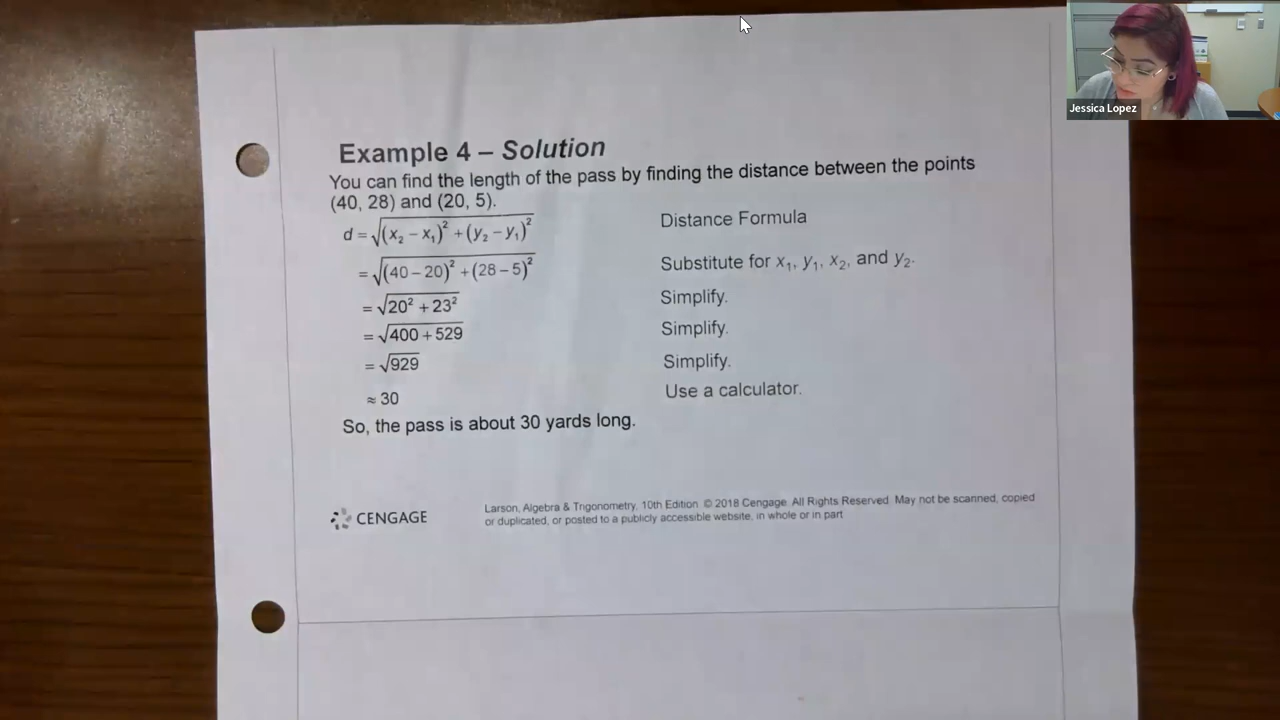 Jessica Lopez
Example 4 – Solution
You can find the length of the pass by finding the distance between the points
(40, 28) and (20, 5).
d = √((x₂ – x₁)² + (y₂ – y₁)²) Distance Formula
= √((40 – 20)² + (28 – 5)²) Substitute for x₁, y₁, x₂, and y₂.
= √(20² + 23²) Simplify.
= √(400 + 529) Simplify.
= √929 Simplify.
≈ 30 Use a calculator.
So, the pass is about 30 yards long.
CENGAGE
Larson, Algebra & Trigonometry, 10th Edition. © 2018 Cengage. All Rights Reserved. May not be scanned, copied
or duplicated, or posted to a publicly accessible website, in whole or in part